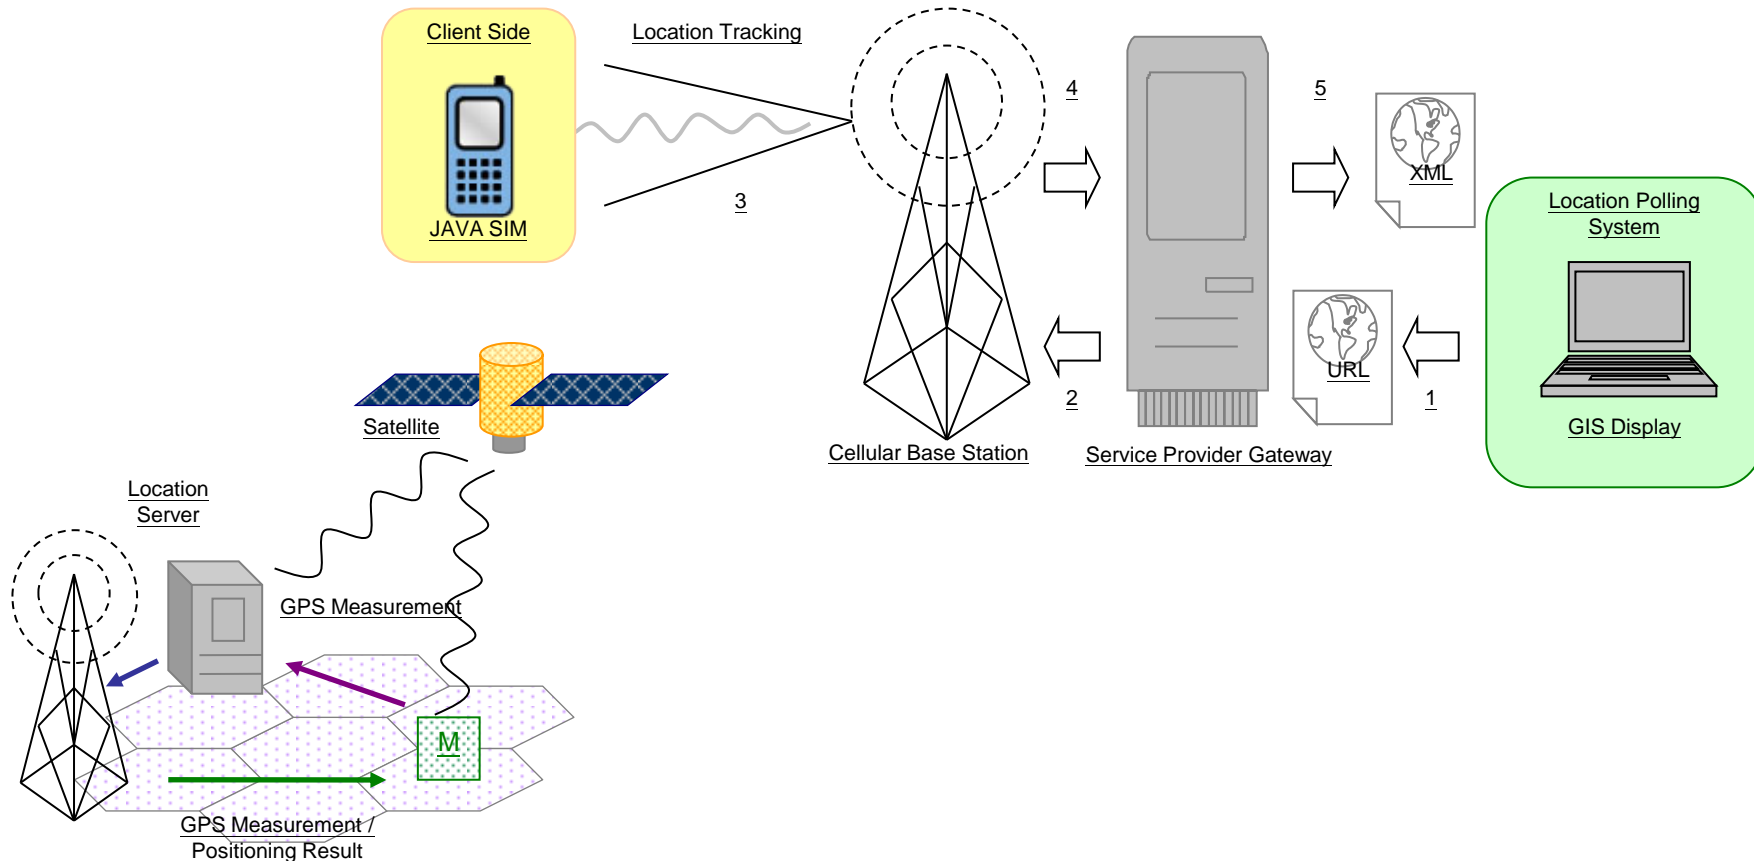 Client Side
JAVA SIM
Location Tracking
3
Cellular Base Station
4
2
Service Provider Gateway
5
XML
URL
1
Location Polling
System
GIS Display
Satellite
Location
Server
GPS Measurement
M
GPS Measurement /
Positioning Result